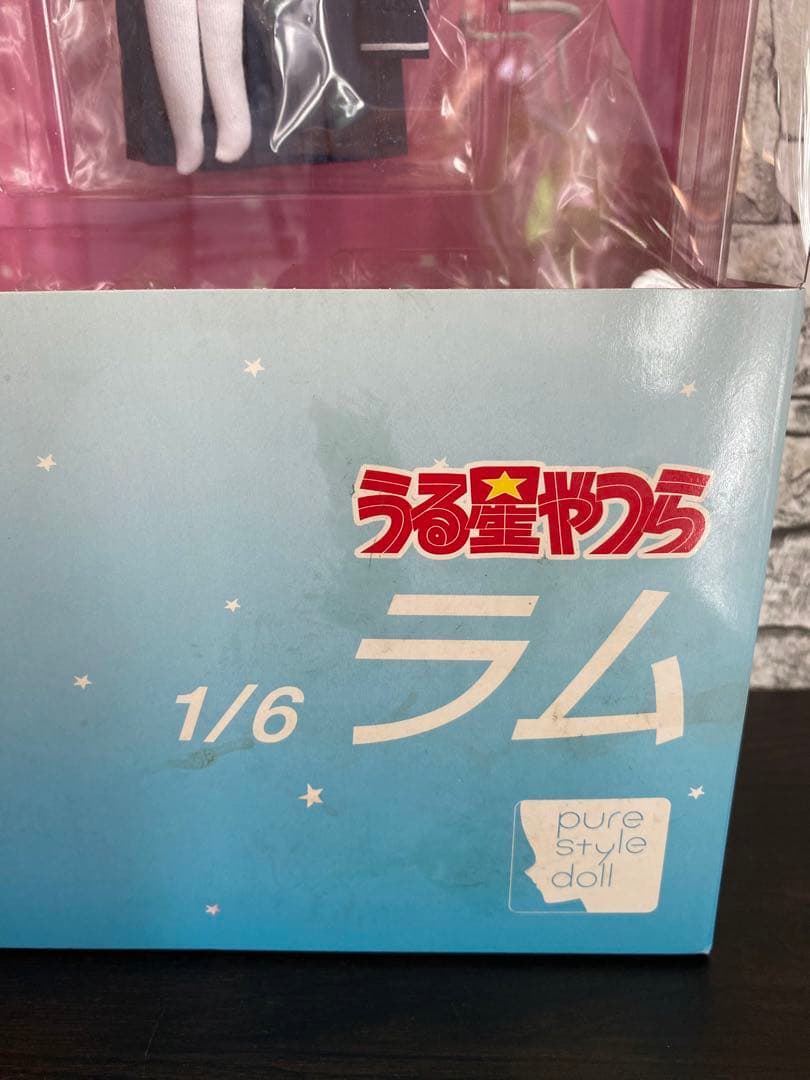 うる星やつら
1/6 ラム
pure
style
doll